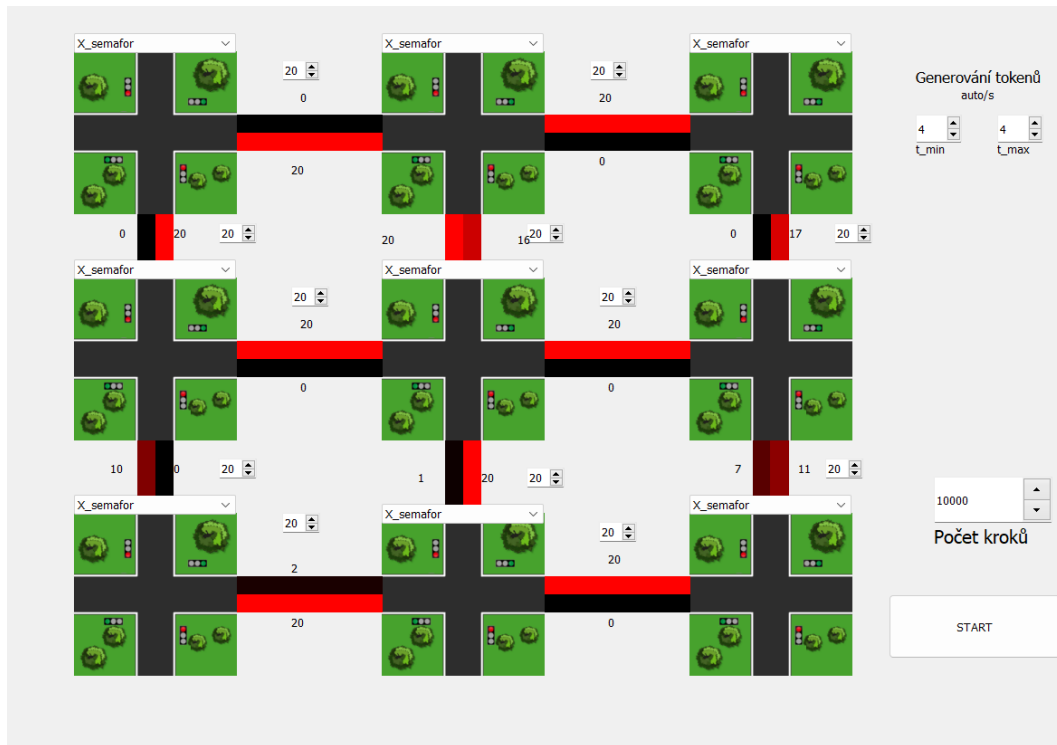 X_semafor X_semafor X_semafor
20 20
0 20
Generování tokenů
auto/s
4 4
t_min t_max
20 0
0 20 20 20 16 20 0 17 20
X_semafor X_semafor X_semafor
20 20
20 20
0 0
10 0 20 1 20 20 7 11 20
X_semafor X_semafor X_semafor
10000
Počet kroků
20 20
2 20
20 0
START